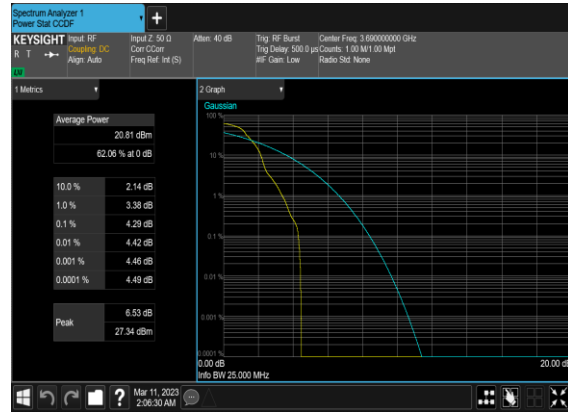 Spectrum Analyzer 1
Power Stat CCDF
+
KEYSIGHT
R T
LXI
Input: RF
Coupling: DC
Align: Auto
Input Z: 50 Ω
Corr CCorr
Freq Ref: Int (S)
Atten: 40 dB
Trig: RF Burst
Trig Delay: 500.0 µs
#IF Gain: Low
Center Freq: 3.690000000 GHz
Counts: 1.00 M/1.00 Mpt
Radio Std: None
1 Metrics
Average Power
20.81 dBm
62.06 % at 0 dB
10.0 % 2.14 dB
1.0 % 3.38 dB
0.1 % 4.29 dB
0.01 % 4.42 dB
0.001 % 4.46 dB
0.0001 % 4.49 dB
Peak
6.53 dB
27.34 dBm
2 Graph
Gaussian
100 %
10 %
1 %
0.1 %
0.01 %
0.001 %
0.0001 %
0.00 dB
20.00 dB
Info BW 25.000 MHz
?
Mar 11, 2023
2:06:30 AM